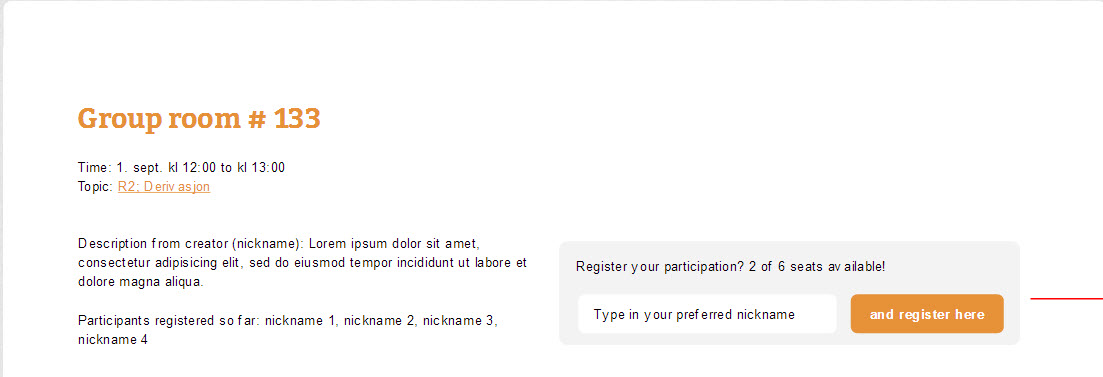 Group room # 133
Time: 1. sept. kl 12:00 to kl 13:00
Topic: R2: Derivasjon
Description from creator (nickname): Lorem ipsum dolor sit amet,
consectetur adipisicing elit, sed do eiusmod tempor incididunt ut labore et
dolore magna aliqua.
Participants registered so far: nickname 1, nickname 2, nickname 3,
nickname 4
Register your participation? 2 of 6 seats available!
Type in your preferred nickname
and register here